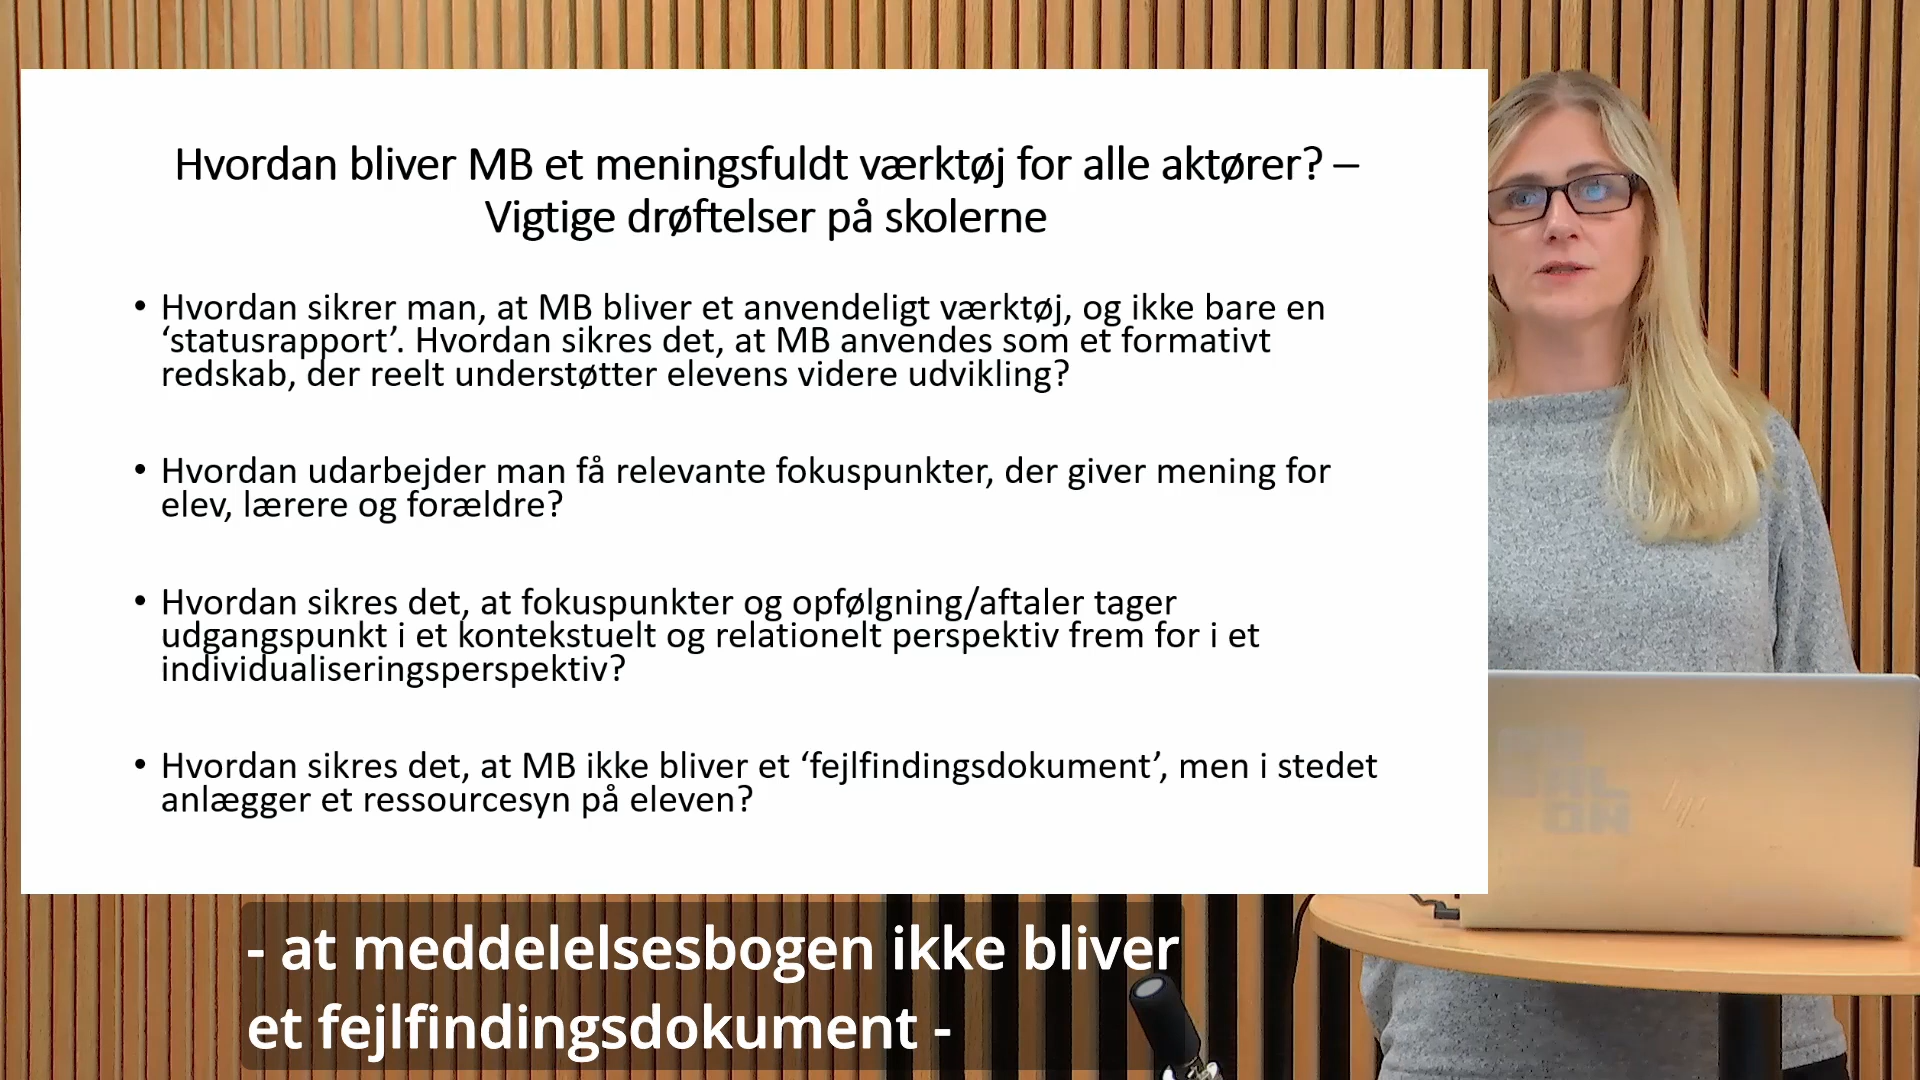 Hvordan bliver MB et meningsfuldt værktøj for alle aktører? –
Vigtige drøftelser på skolerne
• Hvordan sikrer man, at MB bliver et anvendeligt værktøj, og ikke bare en
‘statusrapport’. Hvordan sikres det, at MB anvendes som et formativt
redskab, der reelt understøtter elevens videre udvikling?
• Hvordan udarbejder man få relevante fokuspunkter, der giver mening for
elev, lærere og forældre?
• Hvordan sikres det, at fokuspunkter og opfølgning/aftaler tager
udgangspunkt i et kontekstuelt og relationelt perspektiv frem for i et
individualiseringsperspektiv?
• Hvordan sikres det, at MB ikke bliver et ‘fejlfindingsdokument’, men i stedet
anlægger et ressourcesyn på eleven?
hp
- at meddelelsesbogen ikke bliver
et fejlfindingsdokument -